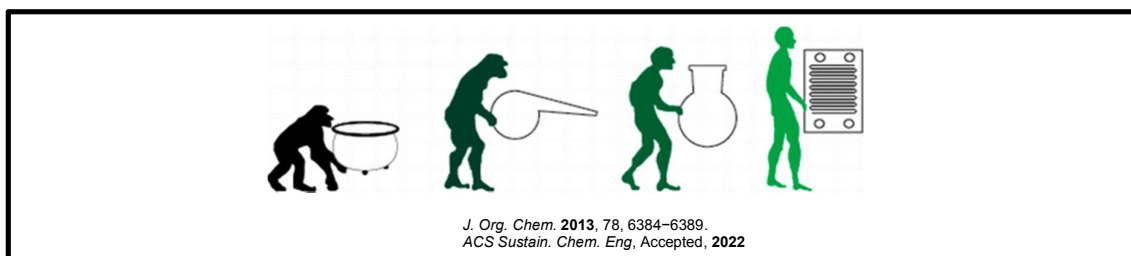 J. Org. Chem. 2013, 78, 6384−6389.
ACS Sustain. Chem. Eng, Accepted, 2022